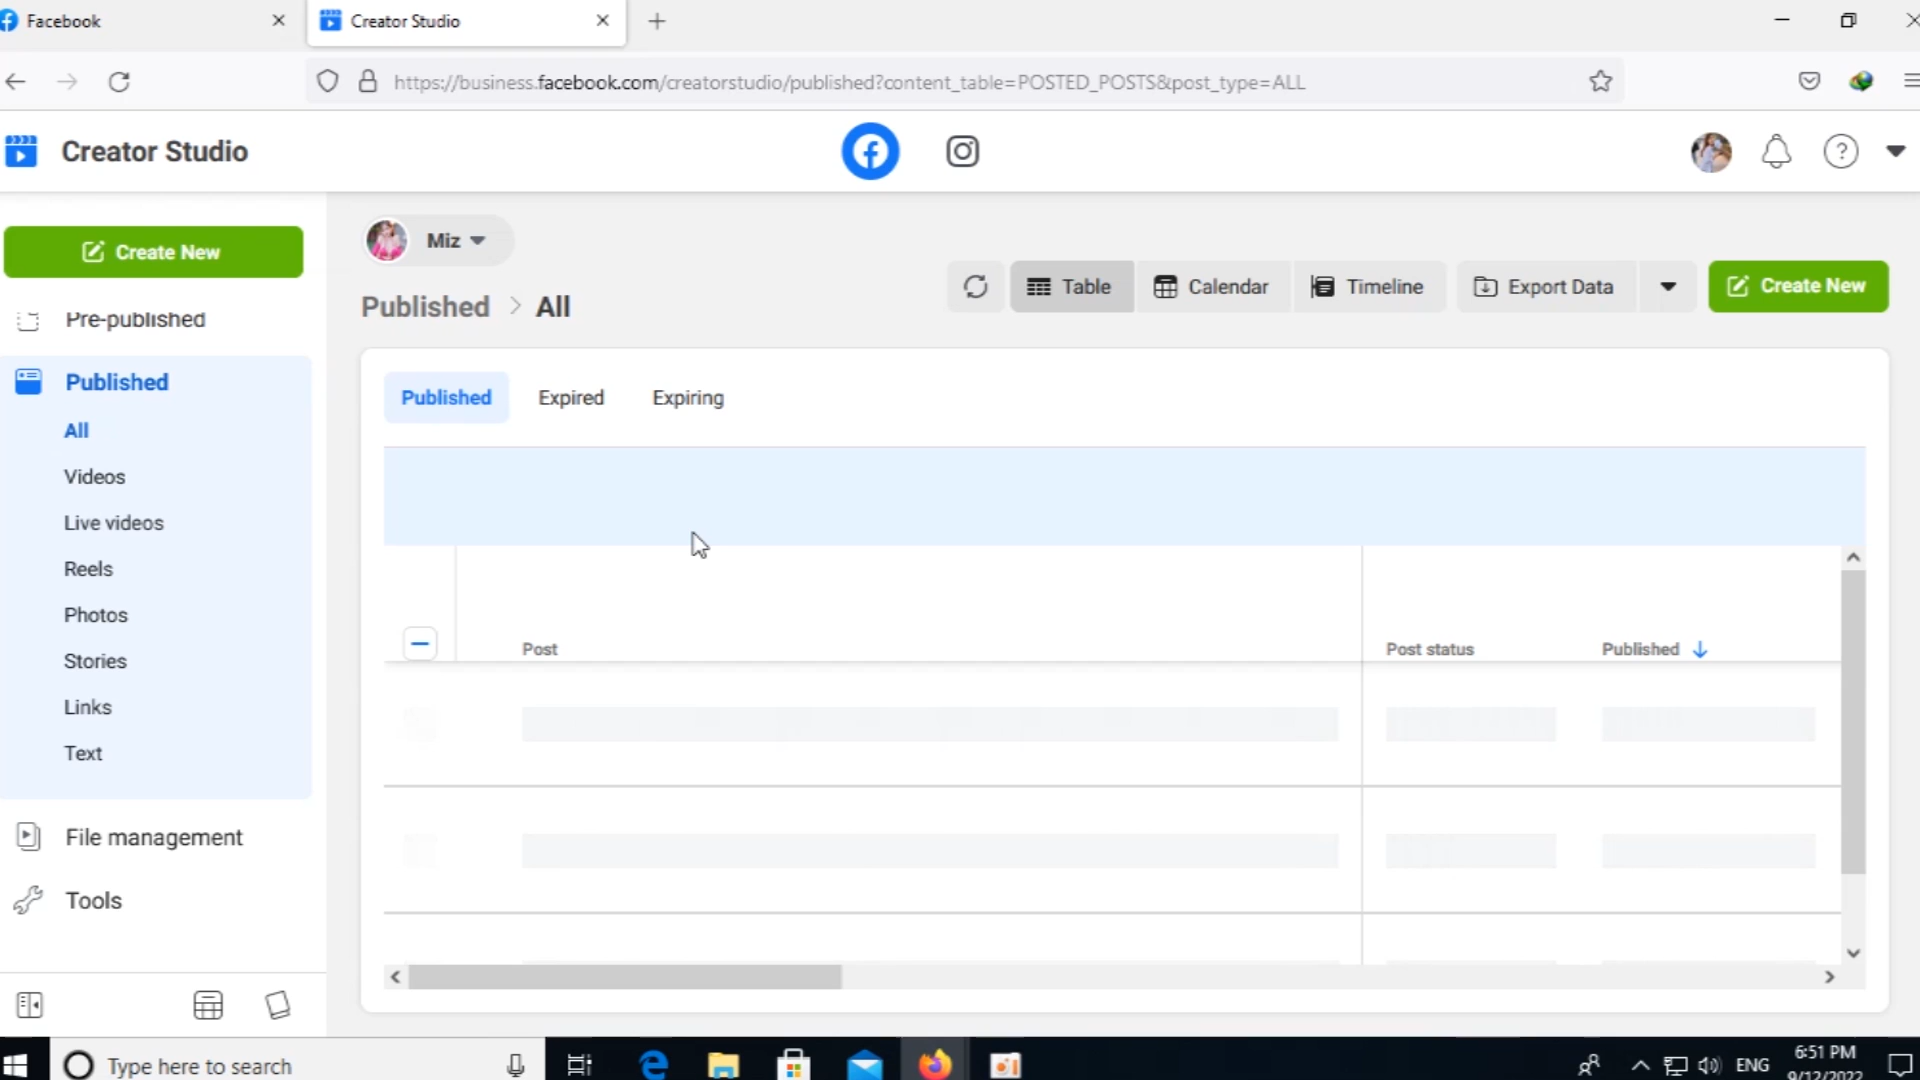 Facebook
Creator Studio
https://business.facebook.com/creatorstudio/published?content_table=POSTED_POSTS&post_type=ALL
Creator Studio
Create New
Pre-published
Published
All
Videos
Live videos
Reels
Photos
Stories
Links
Text
File management
Tools
Miz
Published > All
Table
Calendar
Timeline
Export Data
Create New
Published
Expired
Expiring
Post
Post status
Published
Type here to search
ENG
6:51 PM
9/12/2022